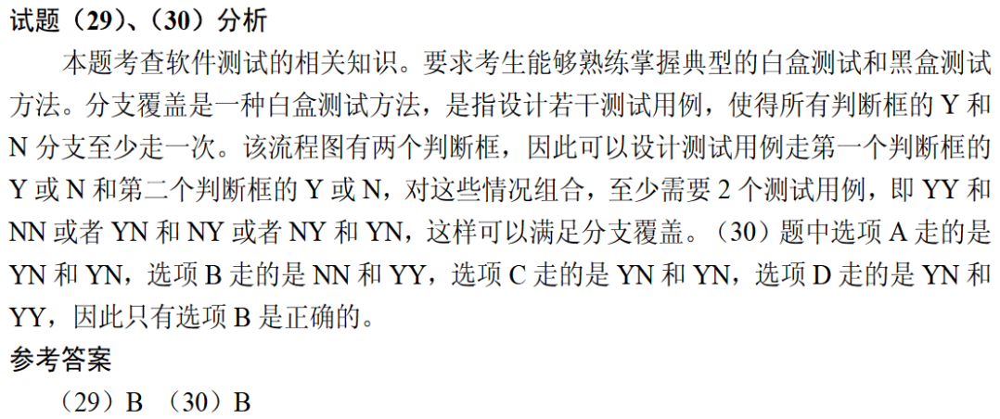 试题（29）、（30）分析
本题考查软件测试的相关知识。要求考生能够熟练掌握典型的白盒测试和黑盒测试
方法。分支覆盖是一种白盒测试方法，是指设计若干测试用例，使得所有判断框的 Y 和
N 分支至少走一次。该流程图有两个判断框，因此可以设计测试用例走第一个判断框的
Y 或 N 和第二个判断框的 Y 或 N，对这些情况组合，至少需要 2 个测试用例，即 YY 和
NN 或者 YN 和 NY 或者 NY 和 YN，这样可以满足分支覆盖。（30）题中选项 A 走的是
YN 和 YN，选项 B 走的是 NN 和 YY，选项 C 走的是 YN 和 YN，选项 D 走的是 YN 和
YY，因此只有选项 B 是正确的。
参考答案
（29）B （30）B